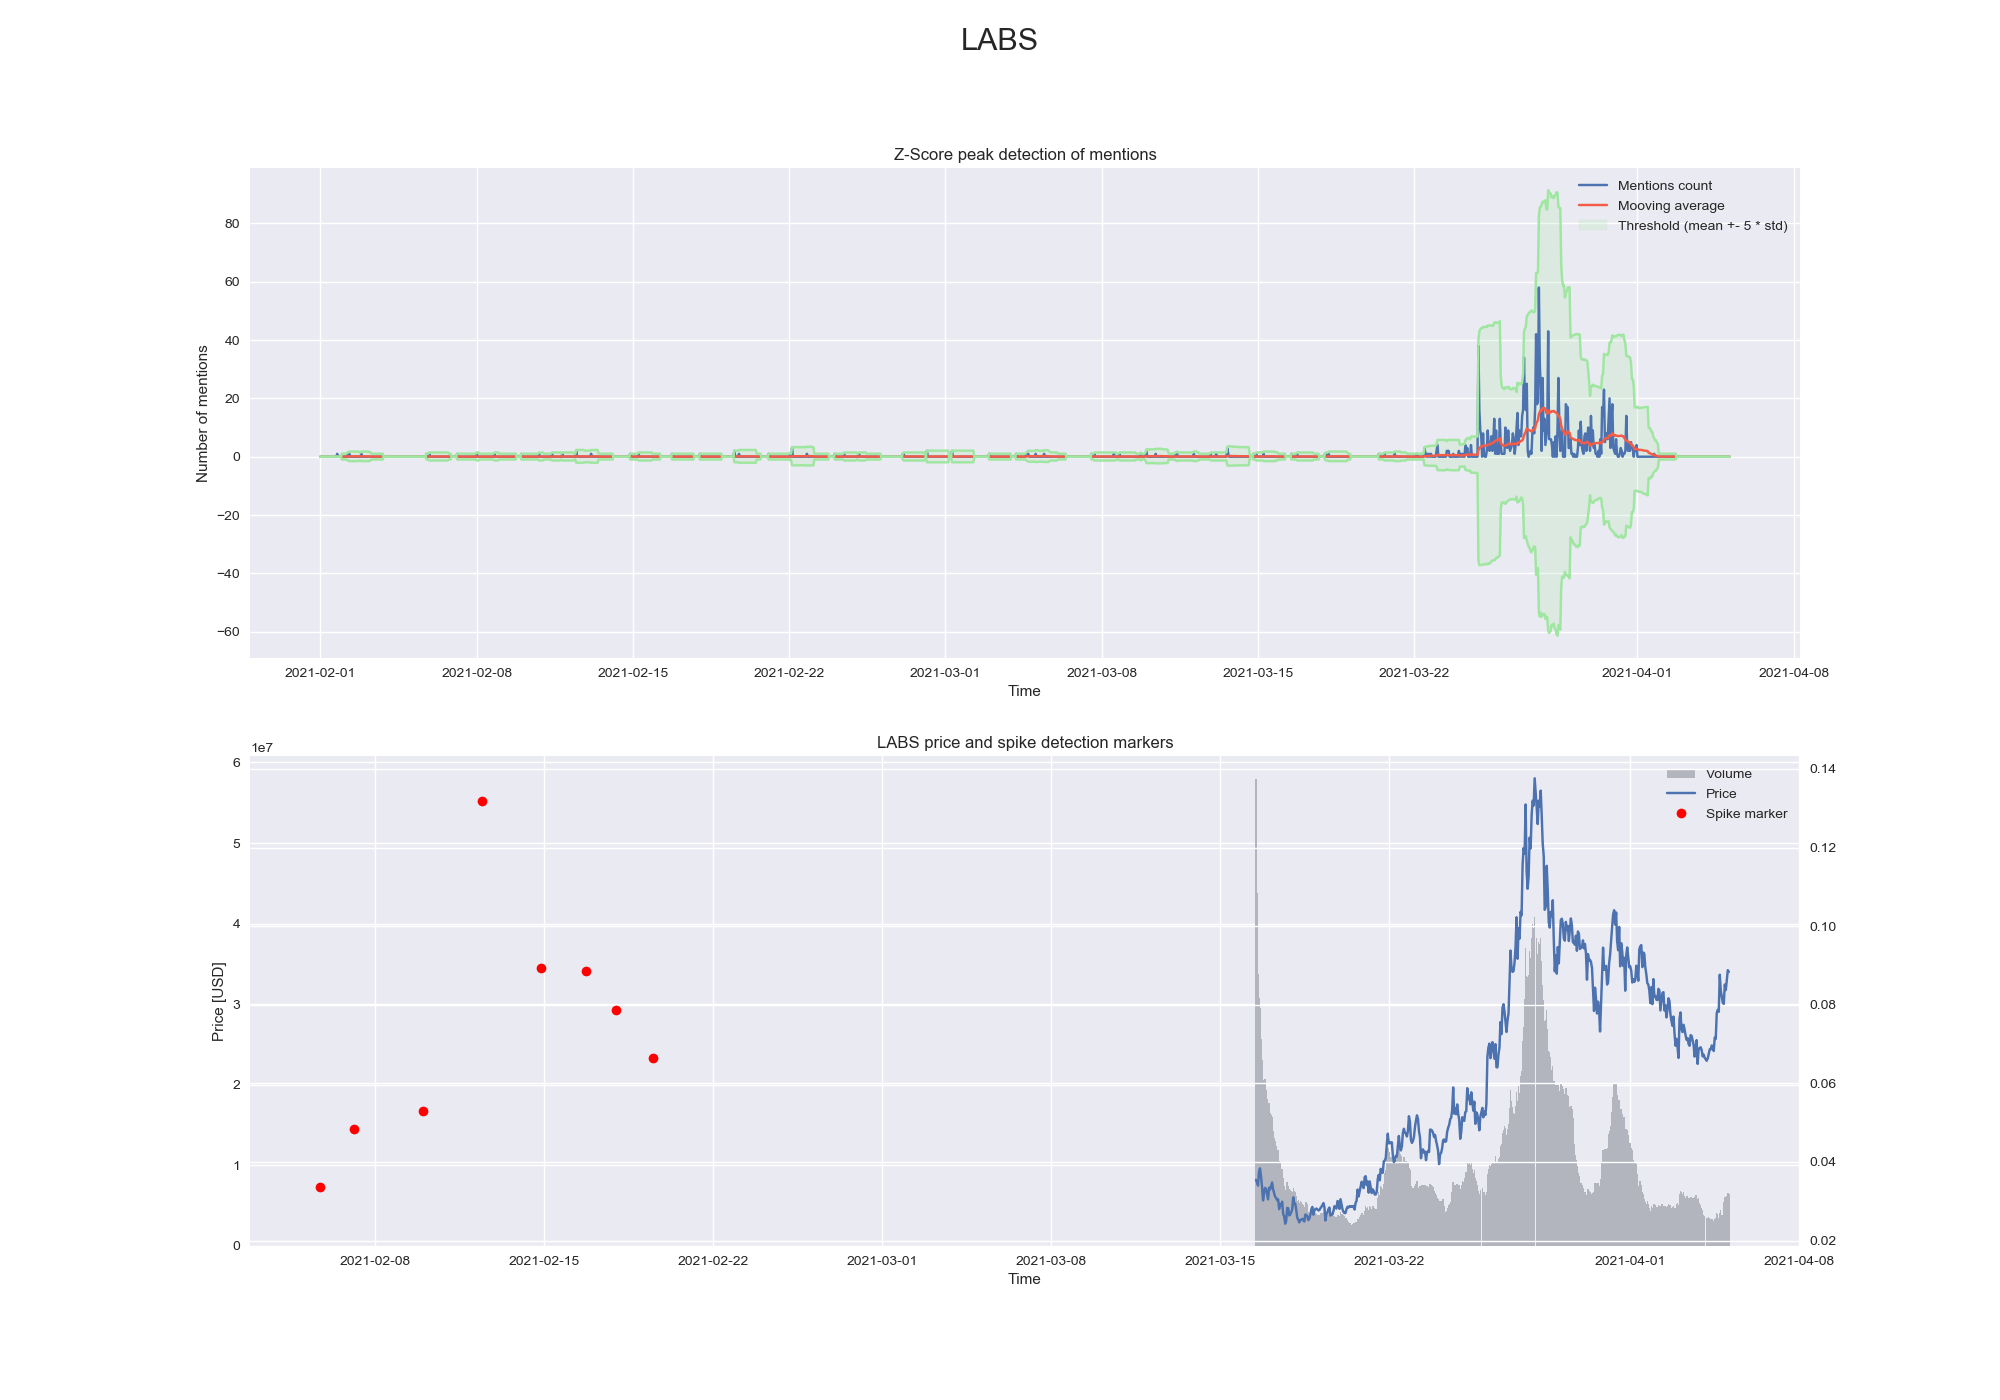 LABS
Z-Score peak detection of mentions
Mentions count
Mooving average
Threshold (mean +- 5 * std)
Number of mentions
80
60
40
20
0
−20
−40
−60
2021-02-01 2021-02-08 2021-02-15 2021-02-22 2021-03-01 2021-03-08 2021-03-15 2021-03-22 2021-04-01 2021-04-08
Time
LABS price and spike detection markers
1e7
Volume
Price
Spike marker
Price [USD]
6
5
4
3
2
1
0
0.14
0.12
0.10
0.08
0.06
0.04
0.02
2021-02-08 2021-02-15 2021-02-22 2021-03-01 2021-03-08 2021-03-15 2021-03-22 2021-04-01 2021-04-08
Time